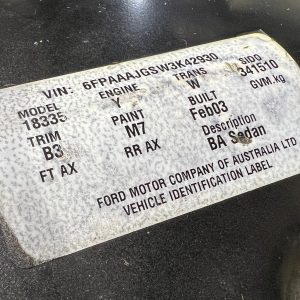 VIN: 6FPAAAJGSW3K42930
MODEL ENGINE TRANS SIDO
18335 Y W 341510
TRIM PAINT BUILT GVM.kg
B3 M7 Feb03
FT AX RR AX Description
BA Sedan
FORD MOTOR COMPANY OF AUSTRALIA LTD
VEHICLE IDENTIFICATION LABEL